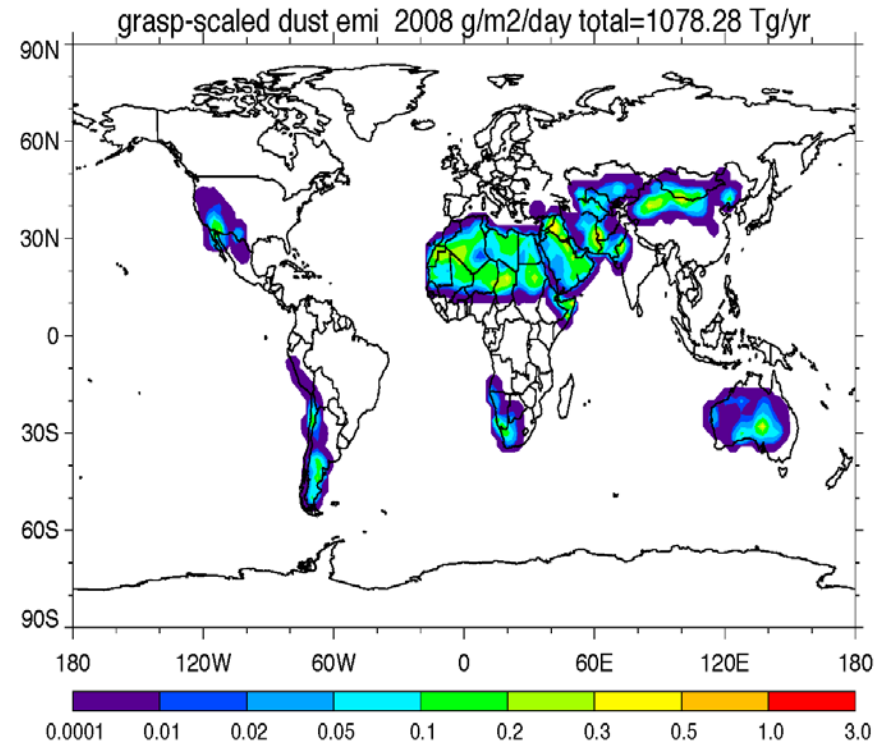 grasp-scaled dust emi 2008 g/m2/day total=1078.28 Tg/yr
90N
60N
30N
0
30S
60S
90S
180 120W 60W 0 60E 120E 180
0.0001 0.01 0.02 0.05 0.1 0.2 0.3 0.5 1.0 3.0